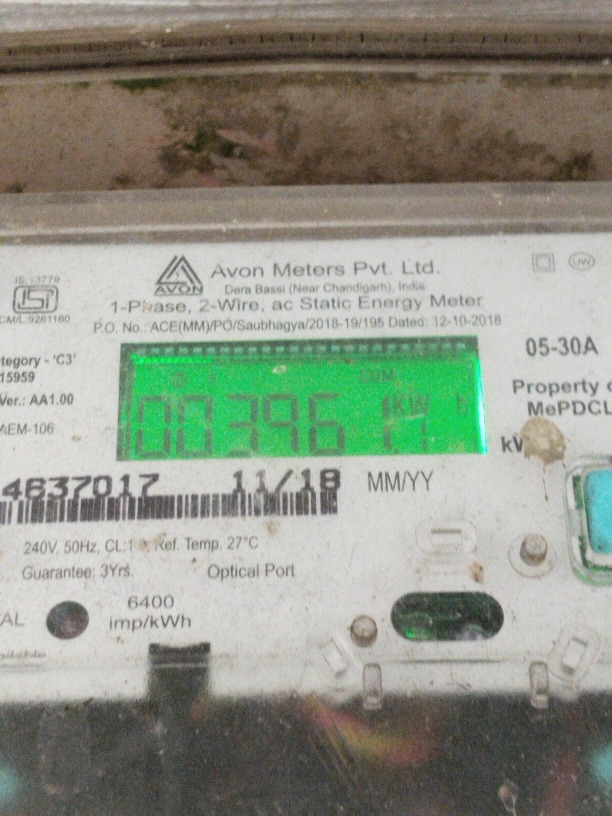 IS:13779
CM/L.9281180
AVON
Avon Meters Pvt. Ltd.
Dera Bassi (Near Chandigarh), India
1-Phase, 2-Wire, ac Static Energy Meter
P.O. No.: ACE(MM)/PO/Saubhagya/2018-19/195 Dated: 12-10-2018
UW
05-30A
tegory - 'C3'
15959
Ver.: AA1.00
AEM-106
Property
MePDCL
CUM
kW h
4637017 11/18 MM/YY
240V, 50Hz, CL:1 Ref. Temp. 27°C
Guarantee: 3Yrs. Optical Port
6400
imp/kWh